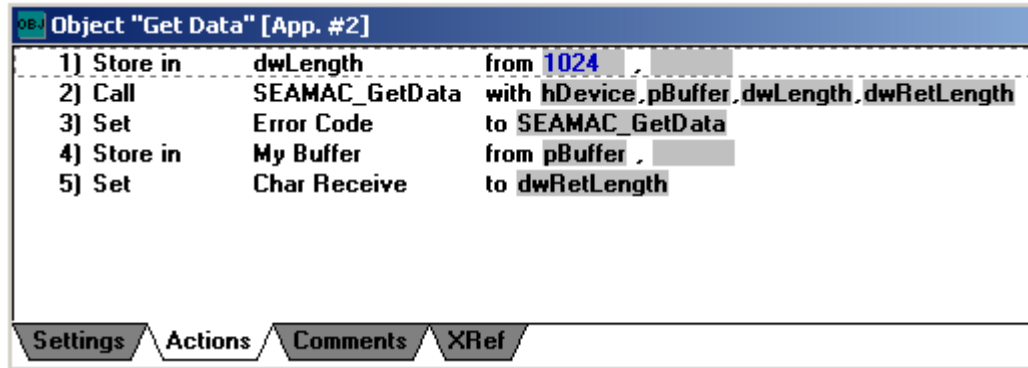 OBJ Object "Get Data" [App. #2]
1) Store in dwLength from 1024 ,
2) Call SEAMAC_GetData with hDevice,pBuffer,dwLength,dwRetLength
3) Set Error Code to SEAMAC_GetData
4) Store in My Buffer from pBuffer ,
5) Set Char Receive to dwRetLength
Settings Actions Comments XRef